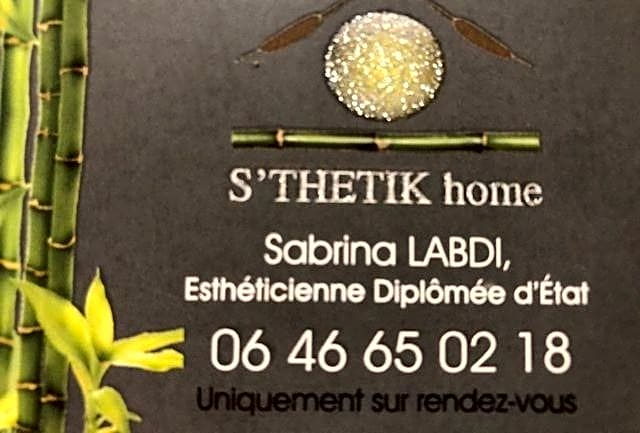 S'THETIK home
Sabrina LABDI,
Esthéticienne Diplômée d'État
06 46 65 02 18
Uniquement sur rendez-vous